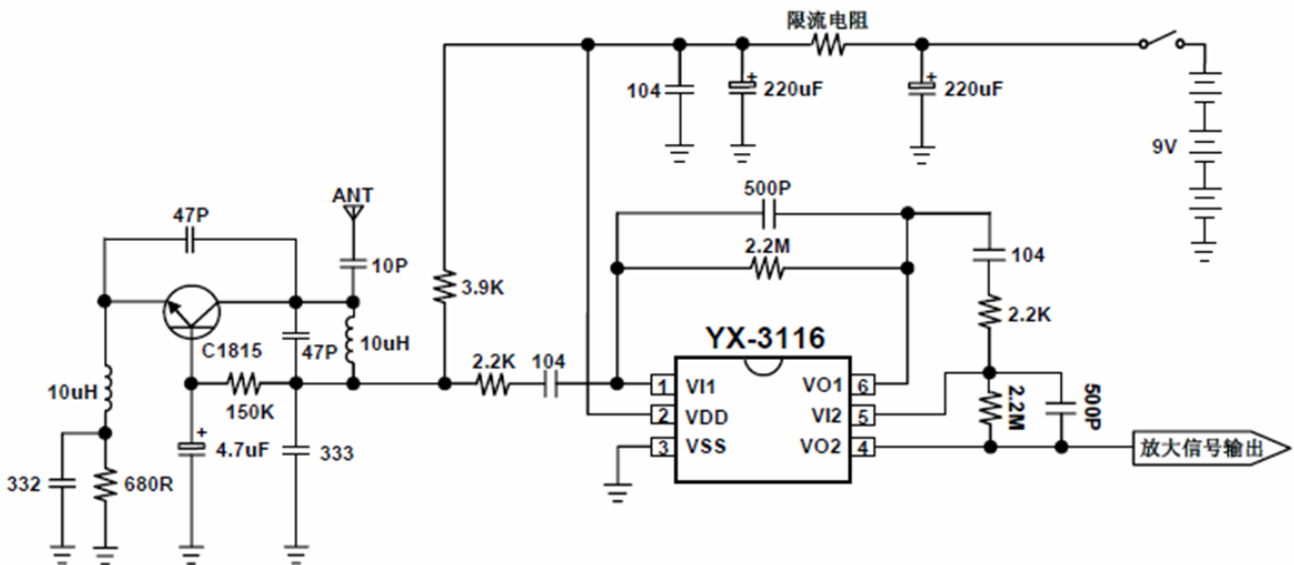 限流电阻
104
220uF
220uF
9V
500P
ANT
47P
2.2M
104
10P
3.9K
2.2K
C1815
47P
10uH
YX-3116
2.2K
104
10uH
150K
1
VI1
VO1
6
2
VDD
VI2
5
3
VSS
VO2
4
2.2M
500P
4.7uF
333
放大信号输出
332
680R